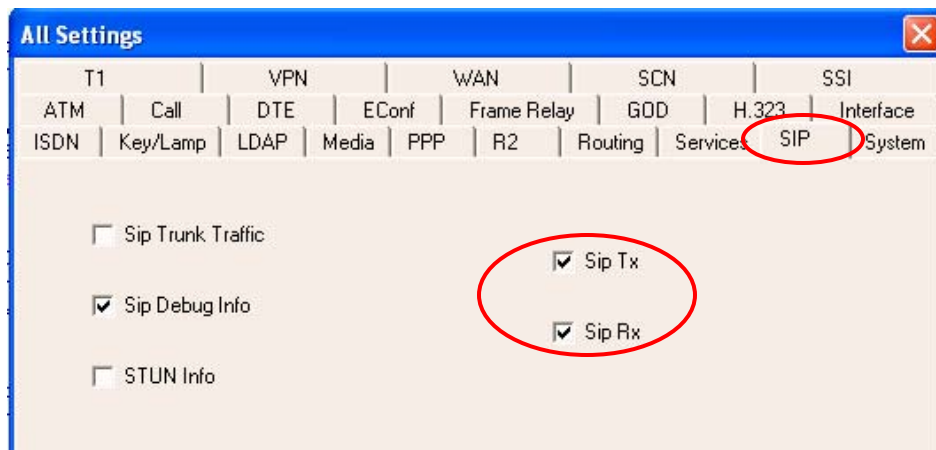 All Settings
T1 VPN WAN SCN SSI
ATM Call DTE EConf Frame Relay GOD H.323 Interface
ISDN Key/Lamp LDAP Media PPP R2 Routing Services SIP System
Sip Trunk Traffic
Sip Tx
Sip Debug Info
Sip Rx
STUN Info